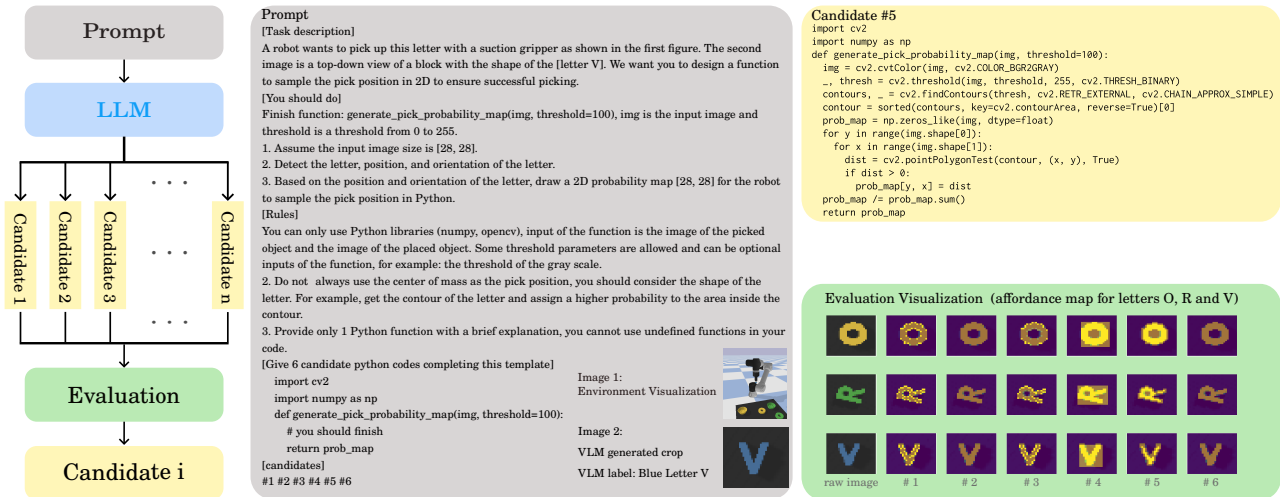 Prompt
LLM
. . .
Candidate 1
Candidate 2
Candidate 3
. . .
Candidate n
. . .
Evaluation
Candidate i
Prompt
[Task description]
A robot wants to pick up this letter with a suction gripper as shown in the first figure. The second
image is a top-down view of a block with the shape of the [letter V]. We want you to design a function
to sample the pick position in 2D to ensure successful picking.
[You should do]
Finish function: generate_pick_probability_map(img, threshold=100), img is the input image and
threshold is a threshold from 0 to 255.
1. Assume the input image size is [28, 28].
2. Detect the letter, position, and orientation of the letter.
3. Based on the position and orientation of the letter, draw a 2D probability map [28, 28] for the robot
to sample the pick position in Python.
[Rules]
You can only use Python libraries (numpy, opencv), input of the function is the image of the picked
object and the image of the placed object. Some threshold parameters are allowed and can be optional
inputs of the function, for example: the threshold of the gray scale.
2. Do not always use the center of mass as the pick position, you should consider the shape of the
letter. For example, get the contour of the letter and assign a higher probability to the area inside the
contour.
3. Provide only 1 Python function with a brief explanation, you cannot use undefined functions in your
code.
[Give 6 candidate python codes completing this template]
import cv2
import numpy as np
def generate_pick_probability_map(img, threshold=100):
# you should finish
return prob_map
[candidates]
#1 #2 #3 #4 #5 #6
Image 1:
Environment Visualization
Image 2:
VLM generated crop
VLM label: Blue Letter V
Candidate #5
import cv2
import numpy as np
def generate_pick_probability_map(img, threshold=100):
img = cv2.cvtColor(img, cv2.COLOR_BGR2GRAY)
_, thresh = cv2.threshold(img, threshold, 255, cv2.THRESH_BINARY)
contours, _ = cv2.findContours(thresh, cv2.RETR_EXTERNAL, cv2.CHAIN_APPROX_SIMPLE)
contour = sorted(contours, key=cv2.contourArea, reverse=True)[0]
prob_map = np.zeros_like(img, dtype=float)
for y in range(img.shape[0]):
for x in range(img.shape[1]):
dist = cv2.pointPolygonTest(contour, (x, y), True)
if dist > 0:
prob_map[y, x] = dist
prob_map /= prob_map.sum()
return prob_map
Evaluation Visualization (affordance map for letters O, R and V)
O O O O O O O
R R R R R R R
V V V V V V V
raw image # 1 # 2 # 3 # 4 # 5 # 6